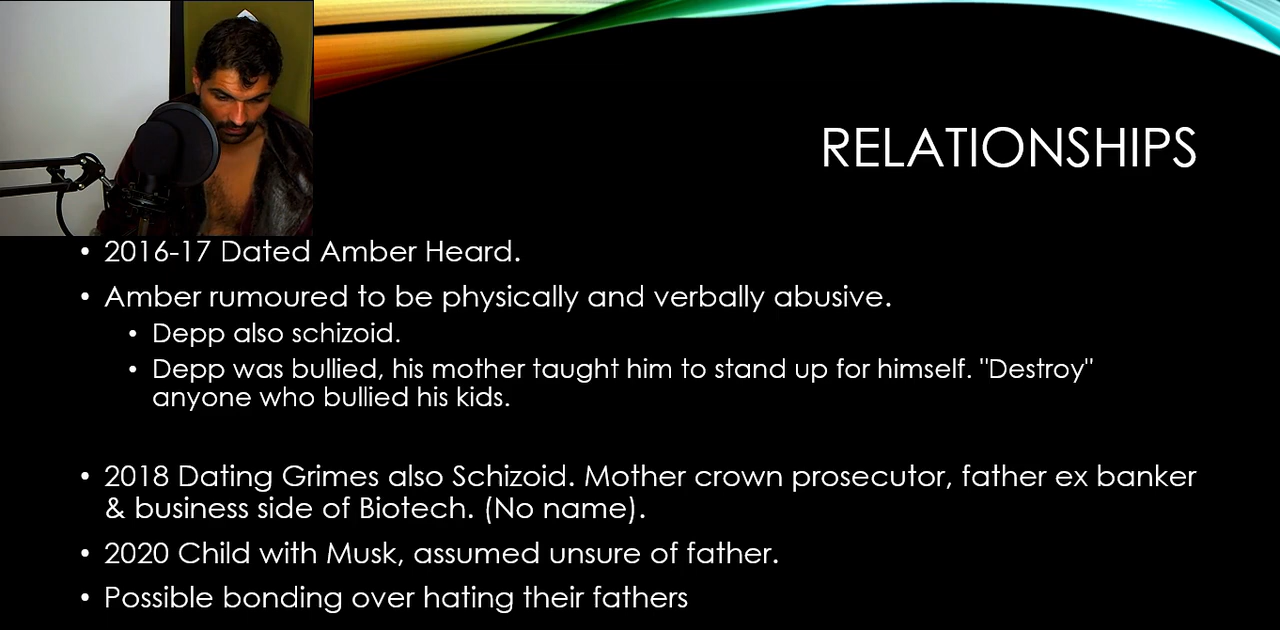 RELATIONSHIPS
• 2016-17 Dated Amber Heard.
• Amber rumoured to be physically and verbally abusive.
• Depp also schizoid.
• Depp was bullied, his mother taught him to stand up for himself. "Destroy"
anyone who bullied his kids.
• 2018 Dating Grimes also Schizoid. Mother crown prosecutor, father ex banker
& business side of Biotech. (No name).
• 2020 Child with Musk, assumed unsure of father.
• Possible bonding over hating their fathers